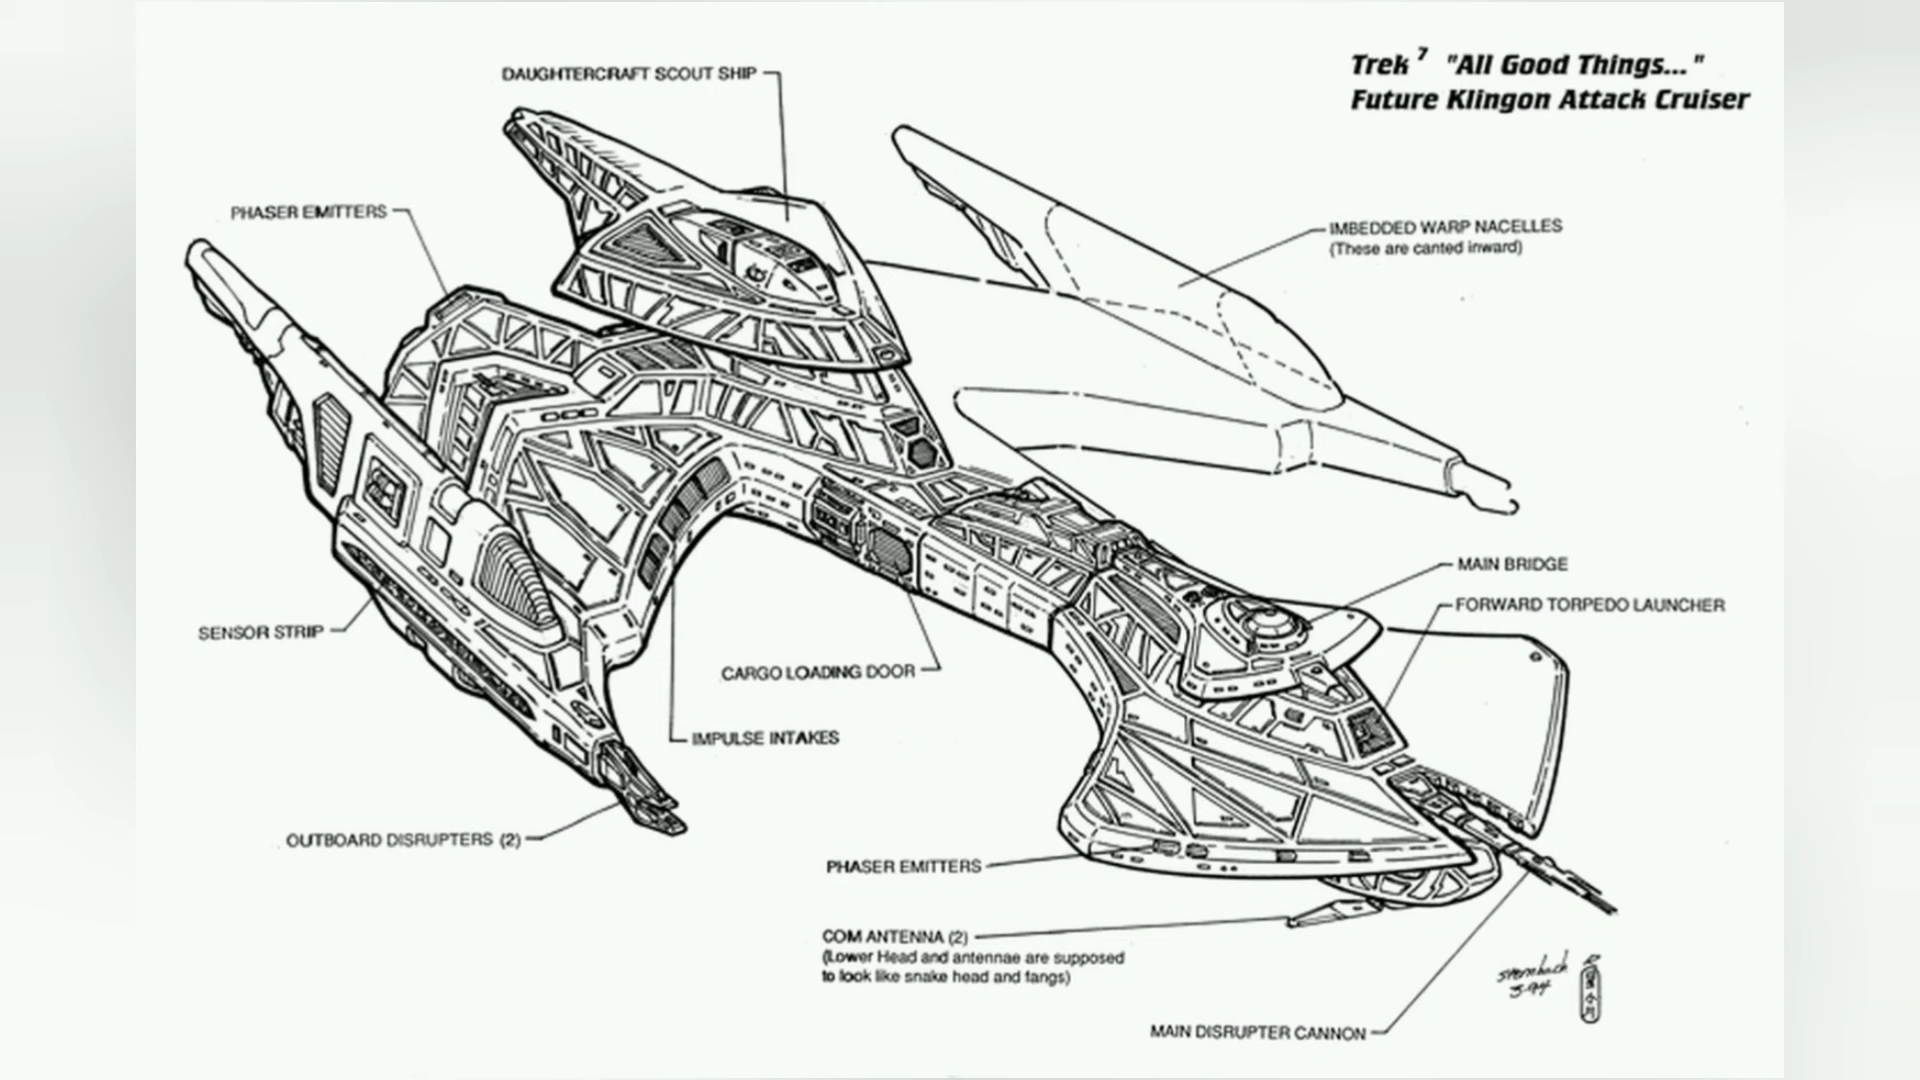 Trek 7 "All Good Things..."
Future Klingon Attack Cruiser
DAUGHTERCRAFT SCOUT SHIP
PHASER EMITTERS
IMBEDDED WARP NACELLES
(These are canted inward)
MAIN BRIDGE
FORWARD TORPEDO LAUNCHER
SENSOR STRIP
CARGO LOADING DOOR
IMPULSE INTAKES
OUTBOARD DISRUPTERS (2)
PHASER EMITTERS
COM ANTENNA (2)
(Lower Head and antennae are supposed
to look like snake head and fangs)
sternbach
3-94
MAIN DISRUPTER CANNON